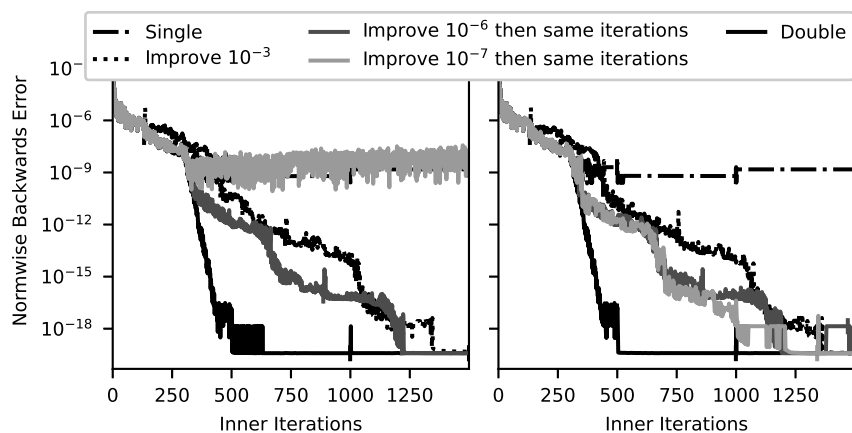 Single
Improve 10⁻³
Improve 10⁻⁶ then same iterations
Improve 10⁻⁷ then same iterations
Double
Normwise Backwards Error
10⁻⁶
10⁻⁹
10⁻¹²
10⁻¹⁵
10⁻¹⁸
0 250 500 750 1000 1250
0 250 500 750 1000 1250
Inner Iterations
Inner Iterations